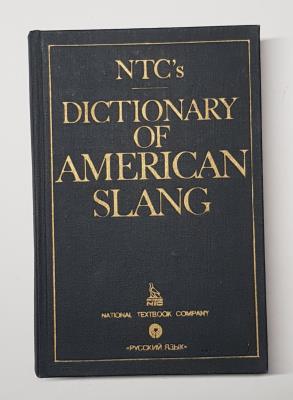 NTC's
DICTIONARY
OF
AMERICAN
SLANG
NTC
NATIONAL TEXTBOOK COMPANY
«РУССКИЙ ЯЗЫК»